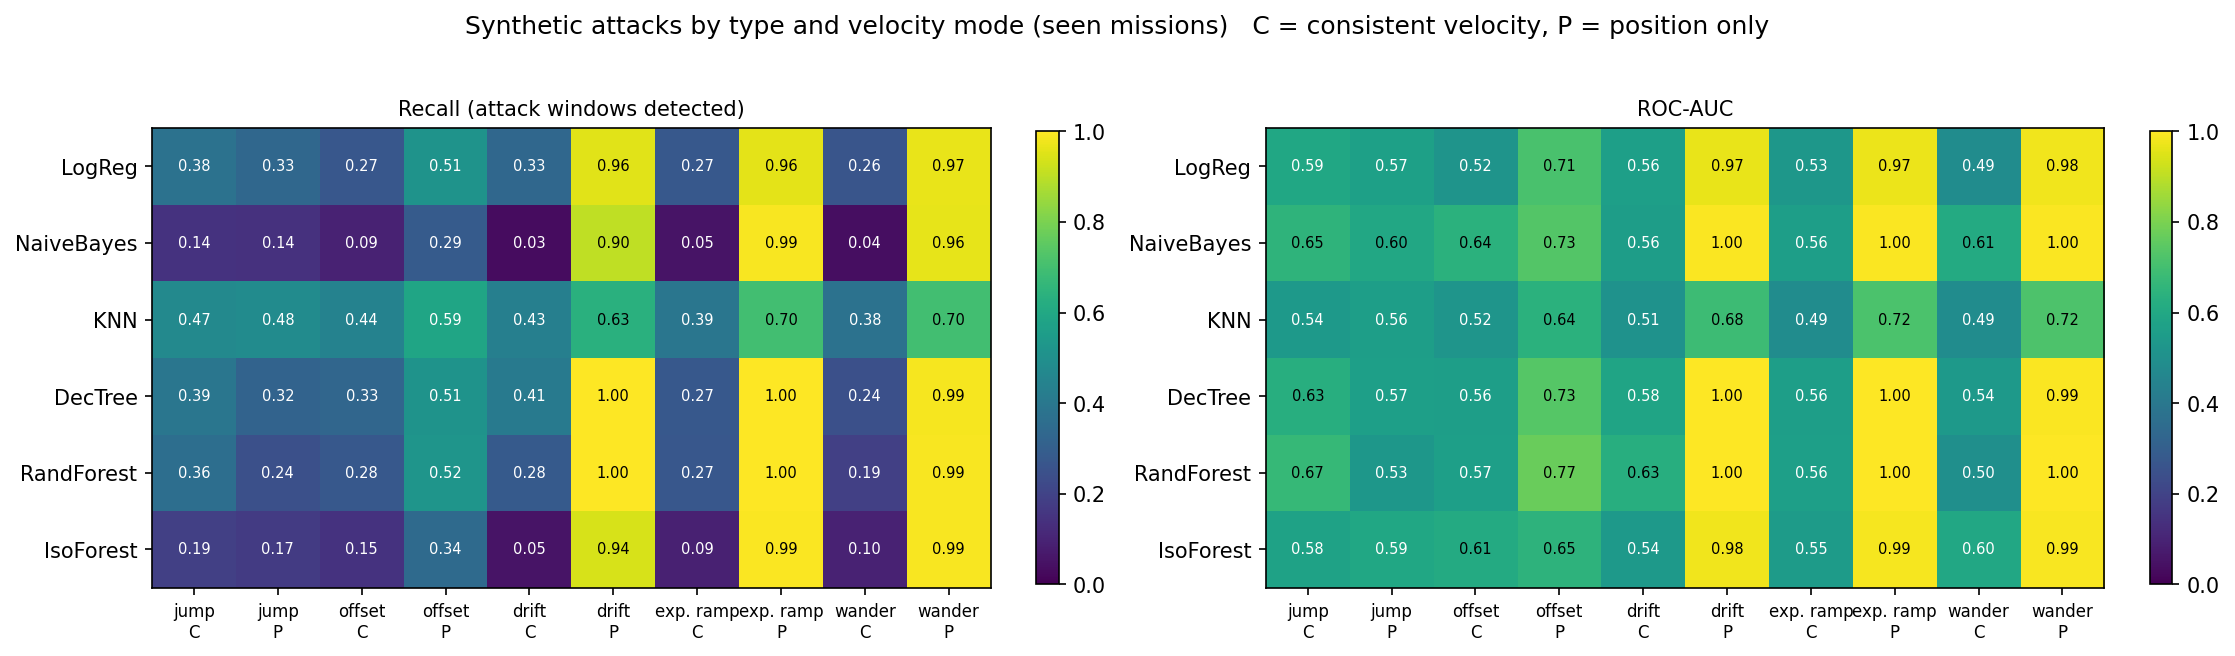 Synthetic attacks by type and velocity mode (seen missions)   C = consistent velocity, P = position only
Recall (attack windows detected)
LogReg 0.38 0.33 0.27 0.51 0.33 0.96 0.27 0.96 0.26 0.97
NaiveBayes 0.14 0.14 0.09 0.29 0.03 0.90 0.05 0.99 0.04 0.96
KNN 0.47 0.48 0.44 0.59 0.43 0.63 0.39 0.70 0.38 0.70
DecTree 0.39 0.32 0.33 0.51 0.41 1.00 0.27 1.00 0.24 0.99
RandForest 0.36 0.24 0.28 0.52 0.28 1.00 0.27 1.00 0.19 0.99
IsoForest 0.19 0.17 0.15 0.34 0.05 0.94 0.09 0.99 0.10 0.99
jump jump offset offset drift drift exp. ramp exp. ramp wander wander
C P C P C P C P C P
1.0
0.8
0.6
0.4
0.2
0.0
ROC-AUC
LogReg 0.59 0.57 0.52 0.71 0.56 0.97 0.53 0.97 0.49 0.98
NaiveBayes 0.65 0.60 0.64 0.73 0.56 1.00 0.56 1.00 0.61 1.00
KNN 0.54 0.56 0.52 0.64 0.51 0.68 0.49 0.72 0.49 0.72
DecTree 0.63 0.57 0.56 0.73 0.58 1.00 0.56 1.00 0.54 0.99
RandForest 0.67 0.53 0.57 0.77 0.63 1.00 0.56 1.00 0.50 1.00
IsoForest 0.58 0.59 0.61 0.65 0.54 0.98 0.55 0.99 0.60 0.99
jump jump offset offset drift drift exp. ramp exp. ramp wander wander
C P C P C P C P C P
1.0
0.8
0.6
0.4
0.2
0.0